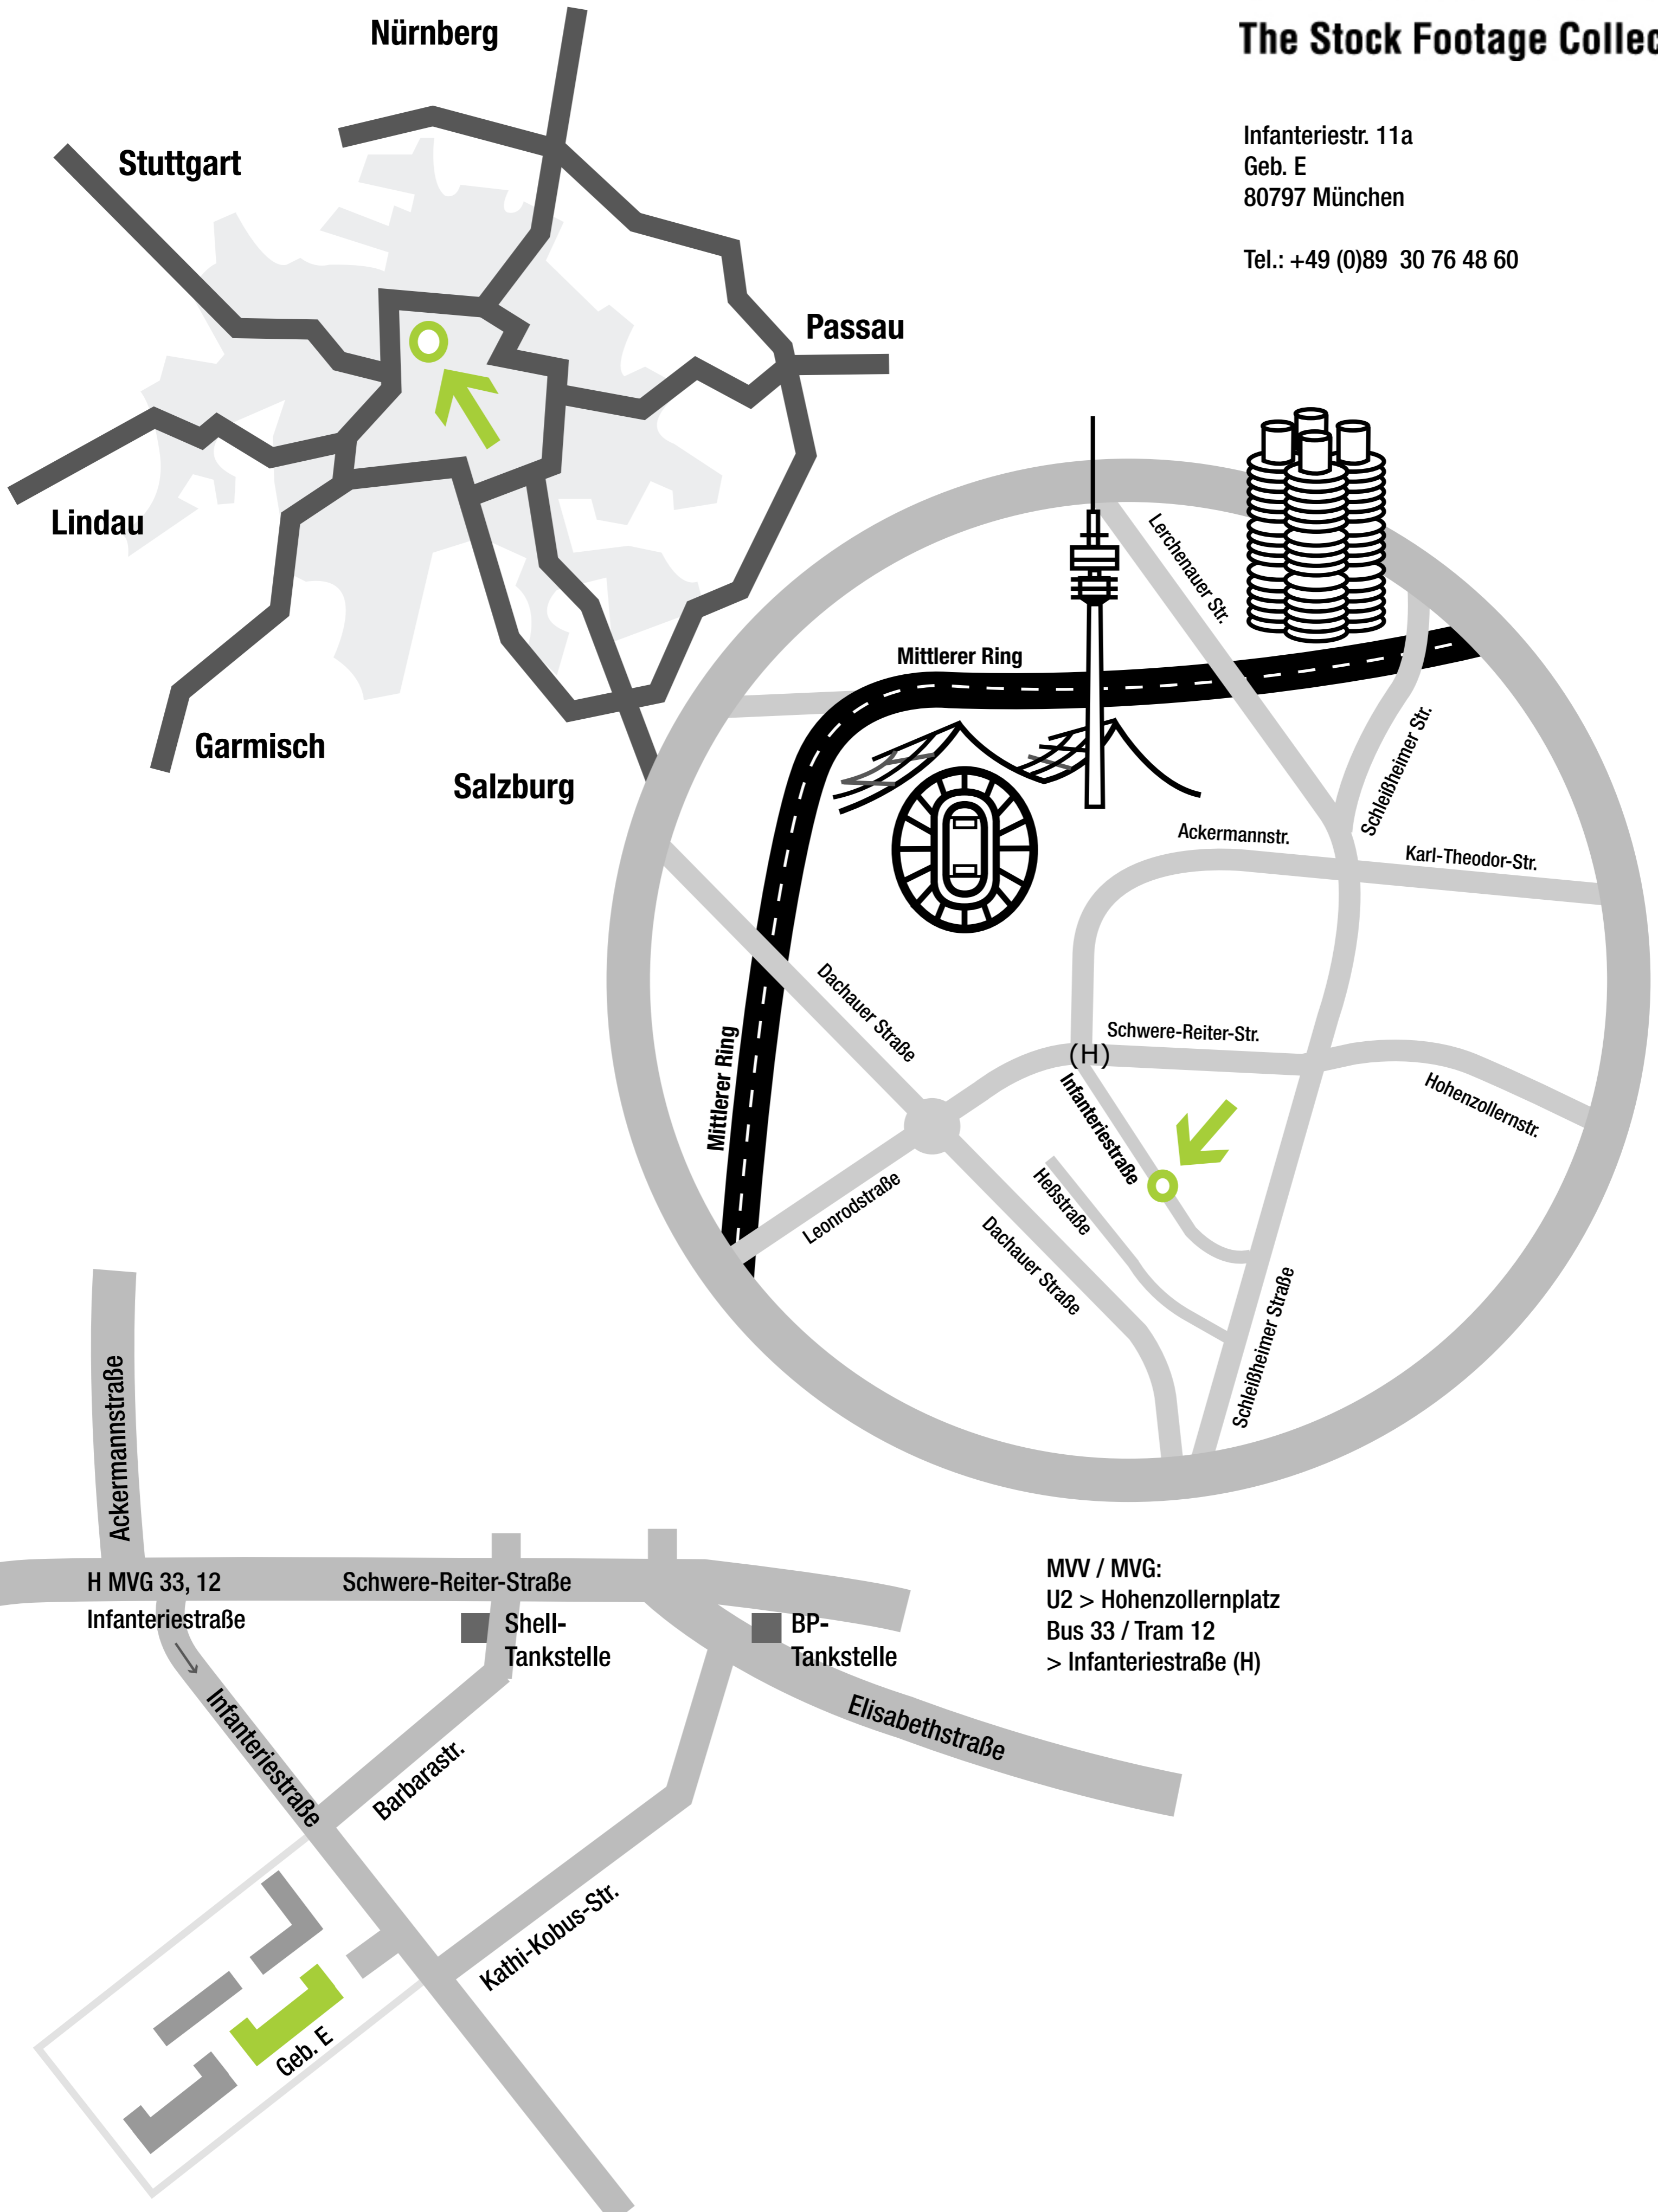 Nürnberg
The Stock Footage Collec
Infanteriestr. 11a
Geb. E
80797 München
Tel.: +49 (0)89 30 76 48 60
Stuttgart
Passau
Lindau
Garmisch
Salzburg
Lerchenauer Str.
Mittlerer Ring
Schleißheimer Str.
Ackermannstr.
Karl-Theodor-Str.
Dachauer Straße
Mittlerer Ring
Schwere-Reiter-Str.
(H)
Infanteriestraße
Hohenzollernstr.
Leonrodstraße
Heßstraße
Dachauer Straße
Schleißheimer Straße
Ackermannstraße
H MVG 33, 12
Schwere-Reiter-Straße
Infanteriestraße
Shell-
Tankstelle
BP-
Tankstelle
MVV / MVG:
U2 > Hohenzollernplatz
Bus 33 / Tram 12
> Infanteriestraße (H)
Infanteriestraße
Barbarastr.
Elisabethstraße
Kathi-Kobus-Str.
Geb. E